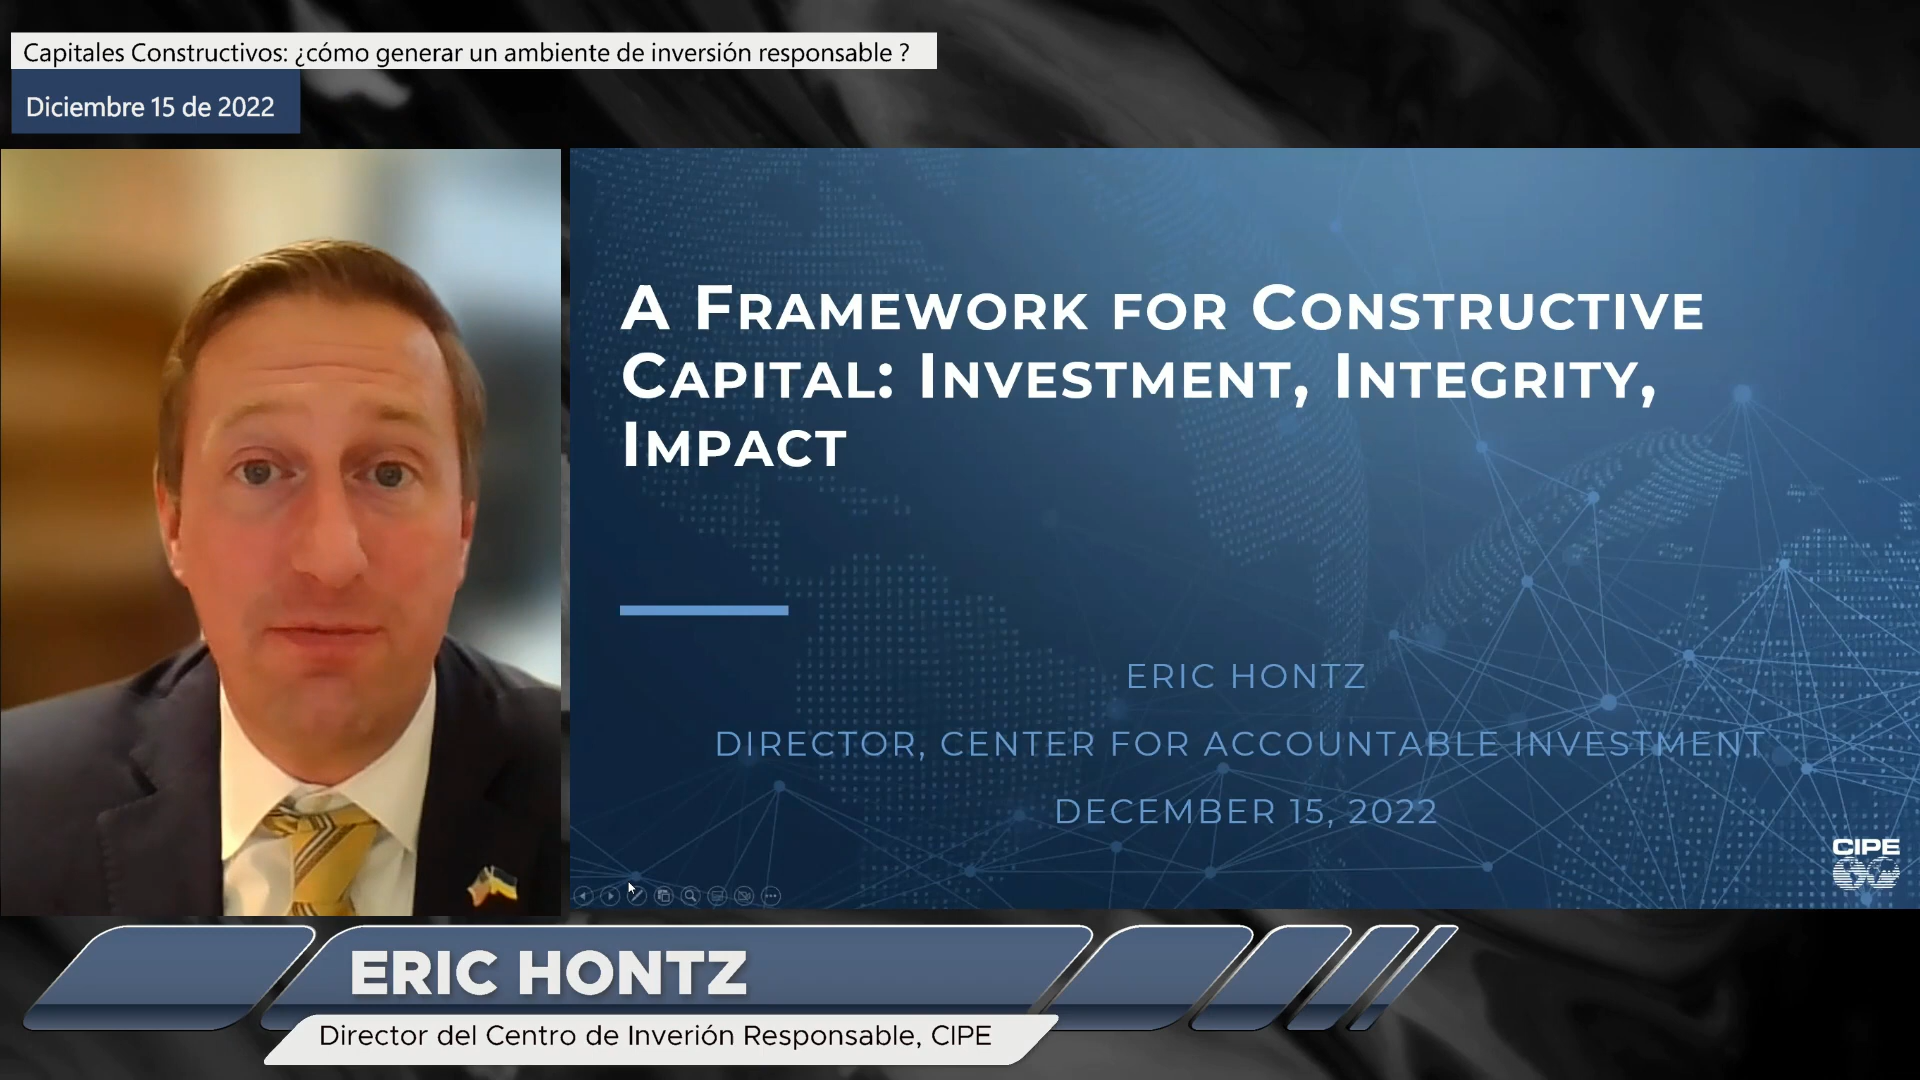 Capitales Constructivos: ¿cómo generar un ambiente de inversión responsable ?
Diciembre 15 de 2022
A FRAMEWORK FOR CONSTRUCTIVE
CAPITAL: INVESTMENT, INTEGRITY,
IMPACT
ERIC HONTZ
DIRECTOR, CENTER FOR ACCOUNTABLE INVESTMENT
DECEMBER 15, 2022
CIPE
ERIC HONTZ
Director del Centro de Inverión Responsable, CIPE